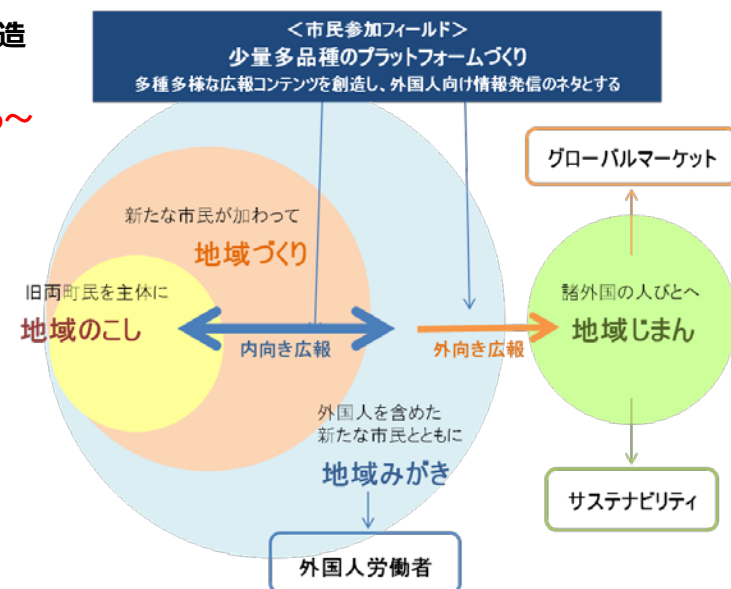 造
～
＜市民参加フィールド＞
少量多品種のプラットフォームづくり
多種多様な広報コンテンツを創造し、外国人向け情報発信のネタとする
グローバルマーケット
新たな市民が加わって
地域づくり
旧両町民を主体に
地域のこし
諸外国の人びとへ
地域じまん
内向き広報
外向き広報
外国人を含めた
新たな市民とともに
地域みがき
サステナビリティ
外国人労働者